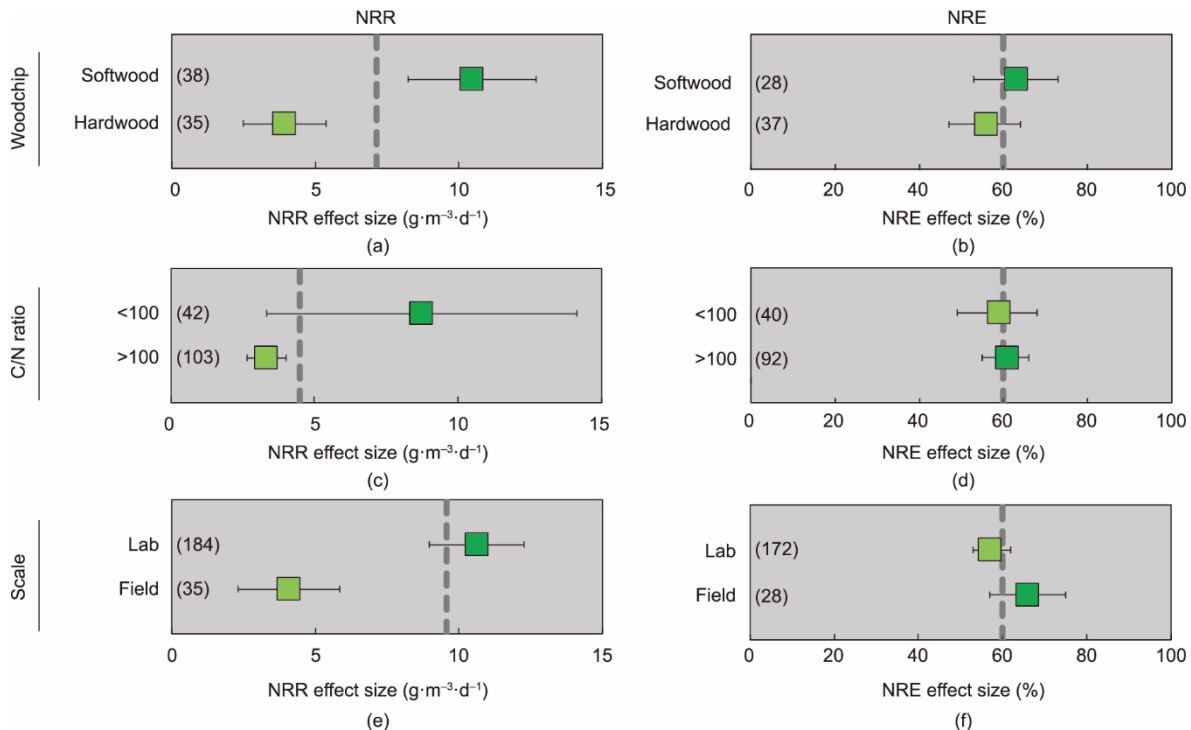 NRR
NRE
Woodchip
Softwood (38)
Hardwood (35)
0 5 10 15
NRR effect size (g·m⁻³·d⁻¹)
(a)
Softwood (28)
Hardwood (37)
0 20 40 60 80 100
NRE effect size (%)
(b)
C/N ratio
<100 (42)
>100 (103)
0 5 10 15
NRR effect size (g·m⁻³·d⁻¹)
(c)
<100 (40)
>100 (92)
0 20 40 60 80 100
NRE effect size (%)
(d)
Scale
Lab (184)
Field (35)
0 5 10 15
NRR effect size (g·m⁻³·d⁻¹)
(e)
Lab (172)
Field (28)
0 20 40 60 80 100
NRE effect size (%)
(f)